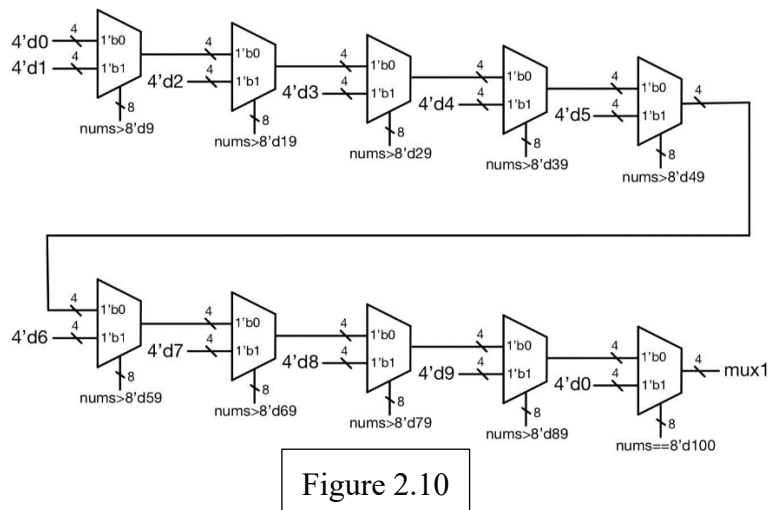 4'd0 4 1'b0 4 1'b0 4 1'b0 4 1'b0 4 1'b0 4
4'd1 4 1'b1 4'd2 4 1'b1 4'd3 4 1'b1 4'd4 4 1'b1 4'd5 4 1'b1
8 8 8 8 8
nums>8'd9 nums>8'd19 nums>8'd29 nums>8'd39 nums>8'd49
4 1'b0 4 1'b0 4 1'b0 4 1'b0 4 1'b0 4 mux1
4'd6 4 1'b1 4'd7 4 1'b1 4'd8 4 1'b1 4'd9 4 1'b1 4'd0 4 1'b1
8 8 8 8 8
nums>8'd59 nums>8'd69 nums>8'd79 nums>8'd89 nums==8'd100
Figure 2.10